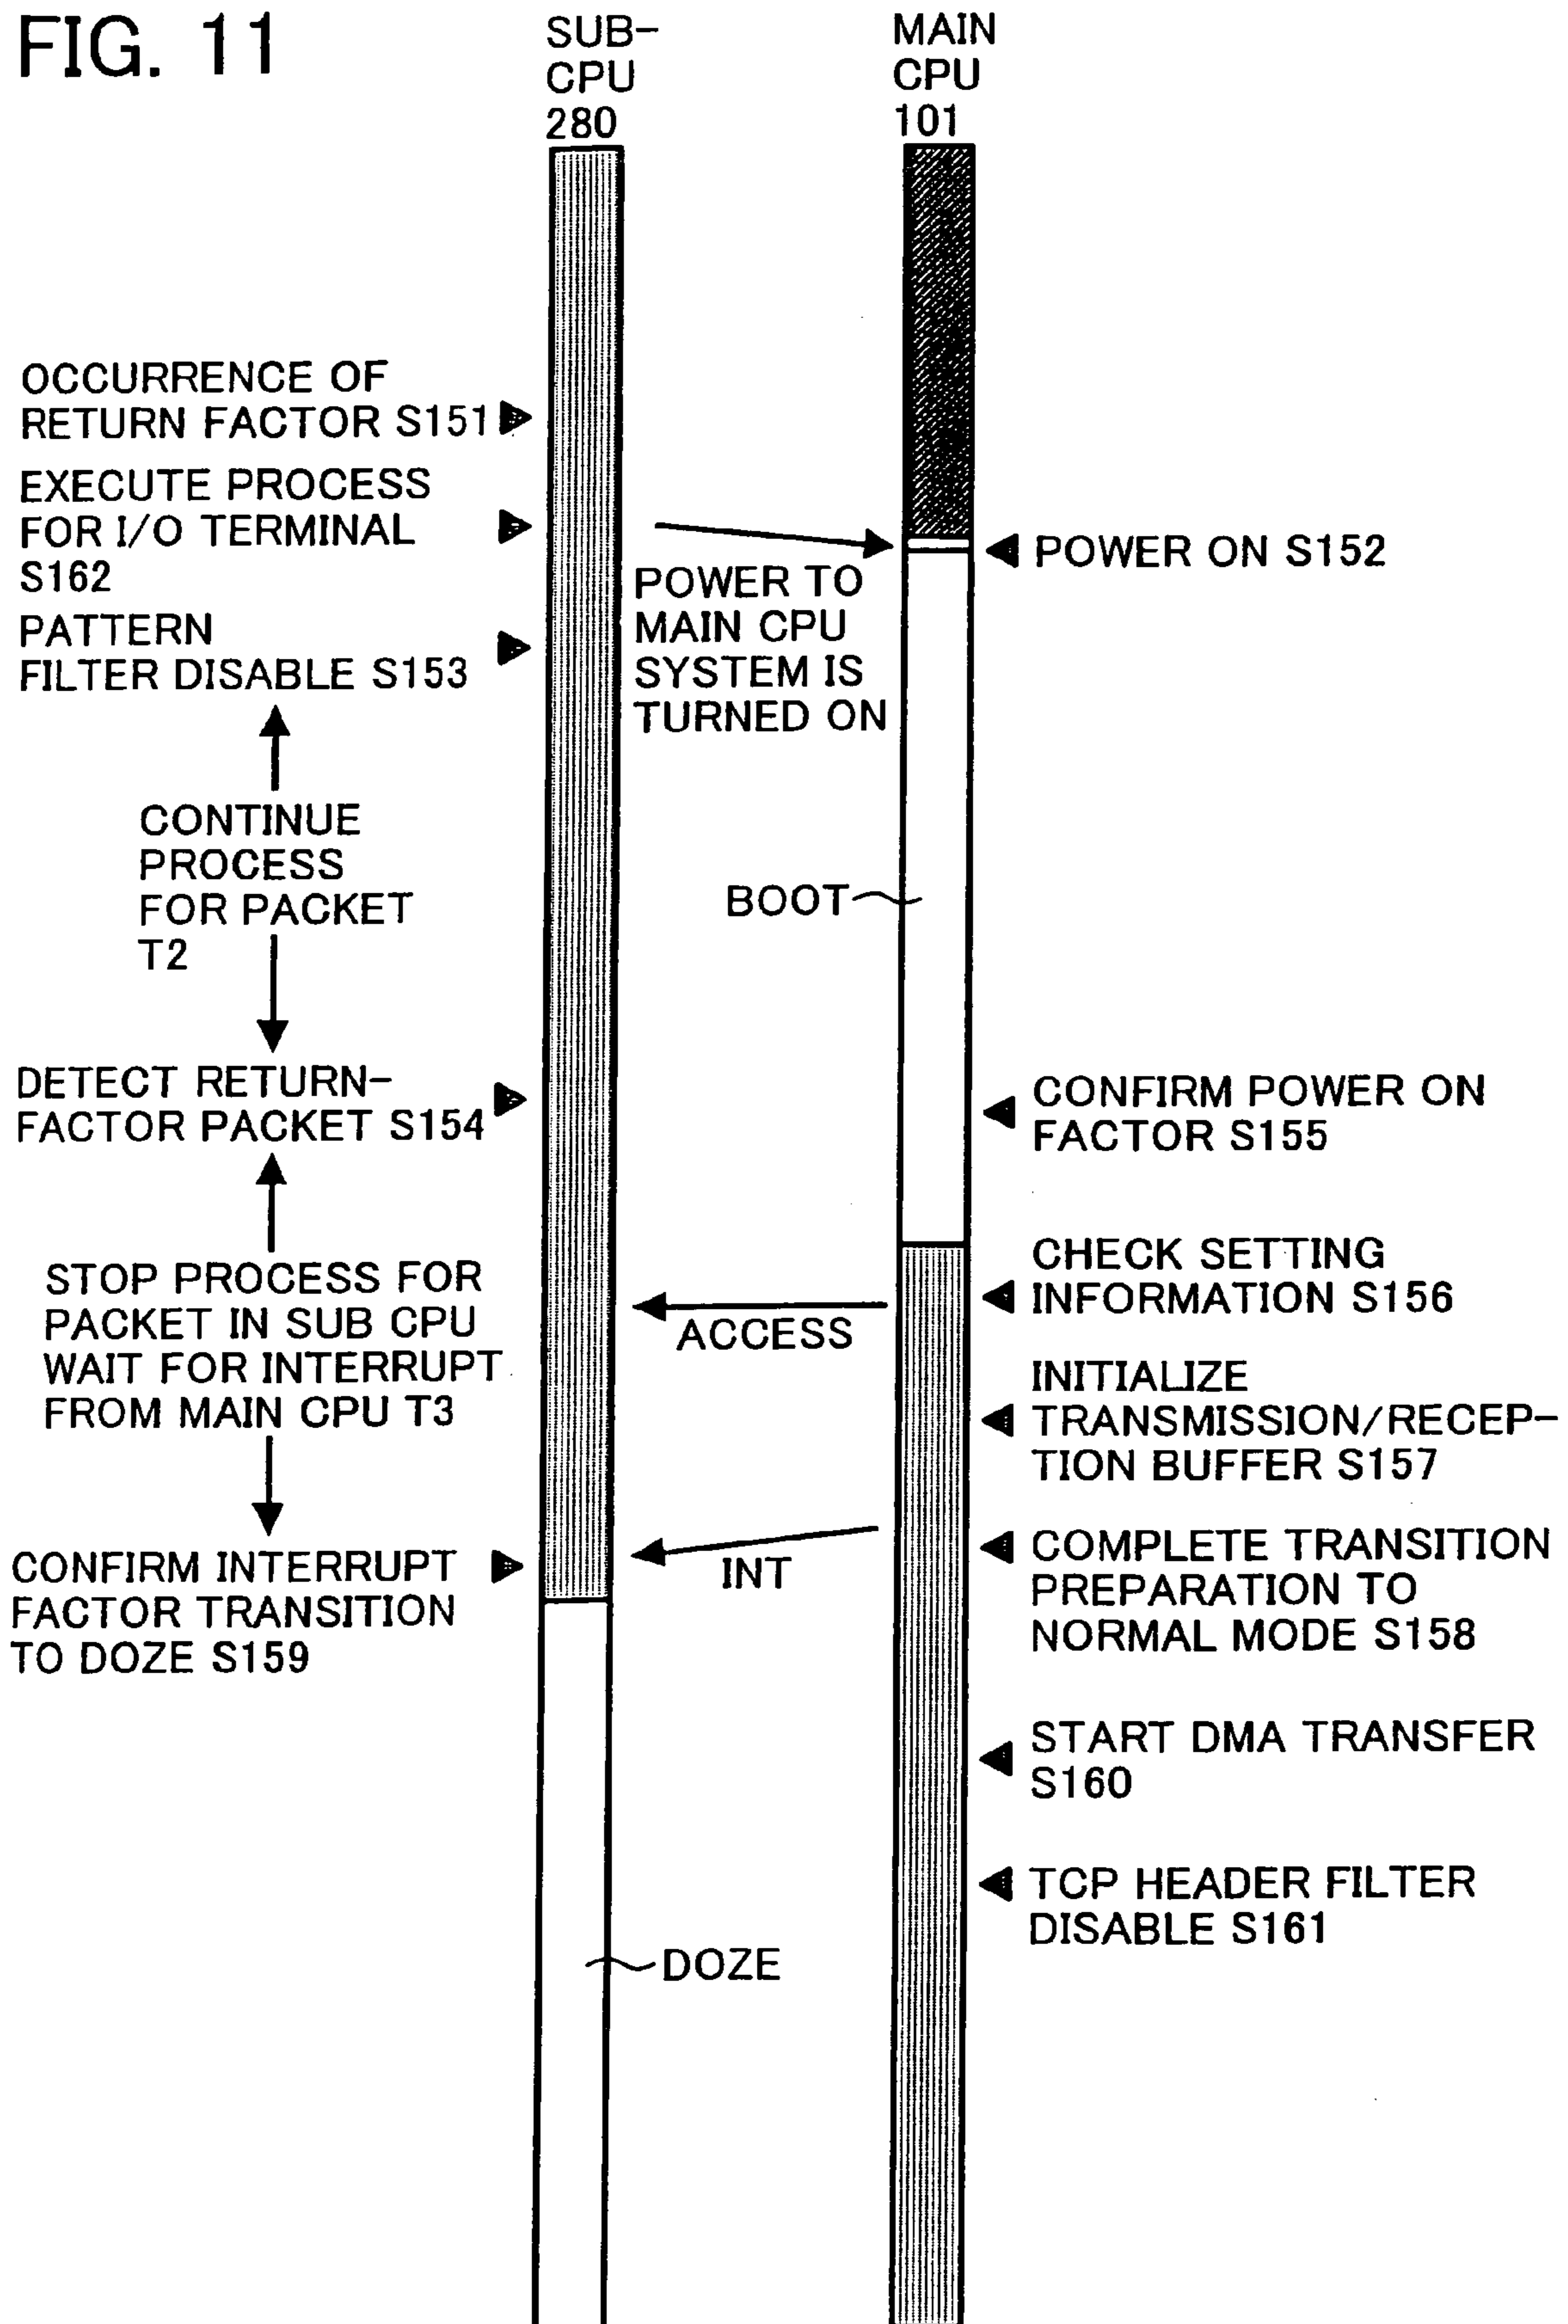 FIG. 11
SUB-
CPU
280
MAIN
CPU
101
OCCURRENCE OF
RETURN FACTOR S151
EXECUTE PROCESS
FOR I/O TERMINAL
S162
POWER ON S152
POWER TO
MAIN CPU
SYSTEM IS
TURNED ON
PATTERN
FILTER DISABLE S153
CONTINUE
PROCESS
FOR PACKET
T2
BOOT
DETECT RETURN-
FACTOR PACKET S154
CONFIRM POWER ON
FACTOR S155
STOP PROCESS FOR
PACKET IN SUB CPU
WAIT FOR INTERRUPT
FROM MAIN CPU T3
CHECK SETTING
INFORMATION S156
ACCESS
INITIALIZE
TRANSMISSION/RECEP-
TION BUFFER S157
INT
CONFIRM INTERRUPT
FACTOR TRANSITION
TO DOZE S159
COMPLETE TRANSITION
PREPARATION TO
NORMAL MODE S158
START DMA TRANSFER
S160
TCP HEADER FILTER
DISABLE S161
DOZE